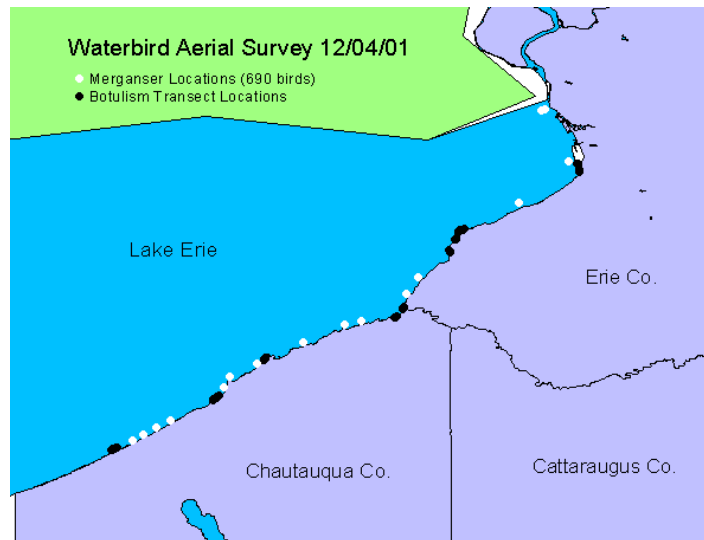 Waterbird Aerial Survey 12/04/01
Merganser Locations (690 birds)
Botulism Transect Locations
Lake Erie
Erie Co.
Chautauqua Co.
Cattaraugus Co.